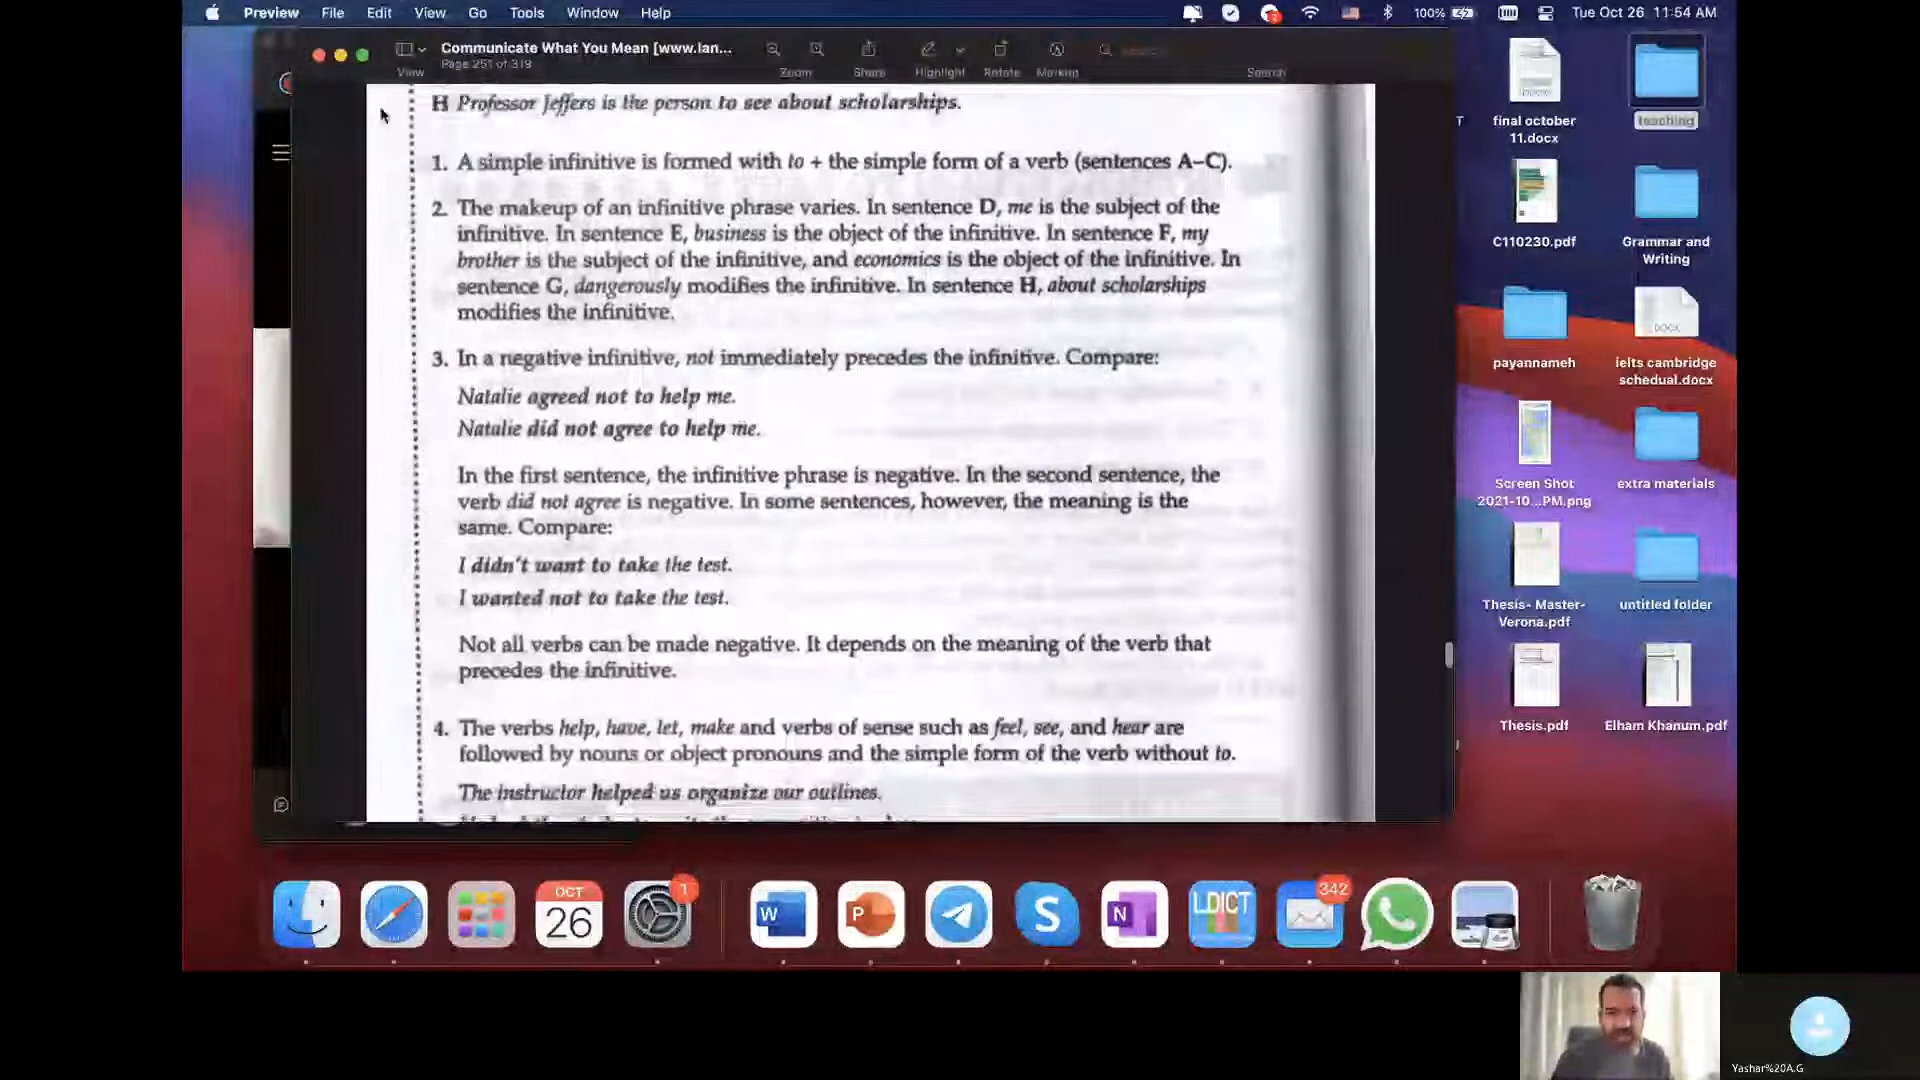 Preview File Edit View Go Tools Window Help
100% Tue Oct 26 11:54 AM
Communicate What You Mean [www.lan...
Page 251 of 319
View
Zoom
Share
Highlight
Rotate
Markup
Search
H Professor Jeffers is the person to see about scholarships.
1. A simple infinitive is formed with to + the simple form of a verb (sentences A–C).
2. The makeup of an infinitive phrase varies. In sentence D, me is the subject of the
infinitive. In sentence E, business is the object of the infinitive. In sentence F, my
brother is the subject of the infinitive, and economics is the object of the infinitive. In
sentence G, dangerously modifies the infinitive. In sentence H, about scholarships
modifies the infinitive.
3. In a negative infinitive, not immediately precedes the infinitive. Compare:
Natalie agreed not to help me.
Natalie did not agree to help me.
In the first sentence, the infinitive phrase is negative. In the second sentence, the
verb did not agree is negative. In some sentences, however, the meaning is the
same. Compare:
I didn't want to take the test.
I wanted not to take the test.
Not all verbs can be made negative. It depends on the meaning of the verb that
precedes the infinitive.
4. The verbs help, have, let, make and verbs of sense such as feel, see, and hear are
followed by nouns or object pronouns and the simple form of the verb without to.
The instructor helped us organize our outlines.
final october
11.docx
teaching
C110230.pdf
Grammar and
Writing
payannameh
DOCX
ielts cambridge
schedual.docx
Screen Shot
2021-10...PM.png
extra materials
Thesis- Master-
Verona.pdf
untitled folder
Thesis.pdf
Elham Khanum.pdf
OCT
26
1
W
P
S
N
LDICT
342
Yashar%20A.G